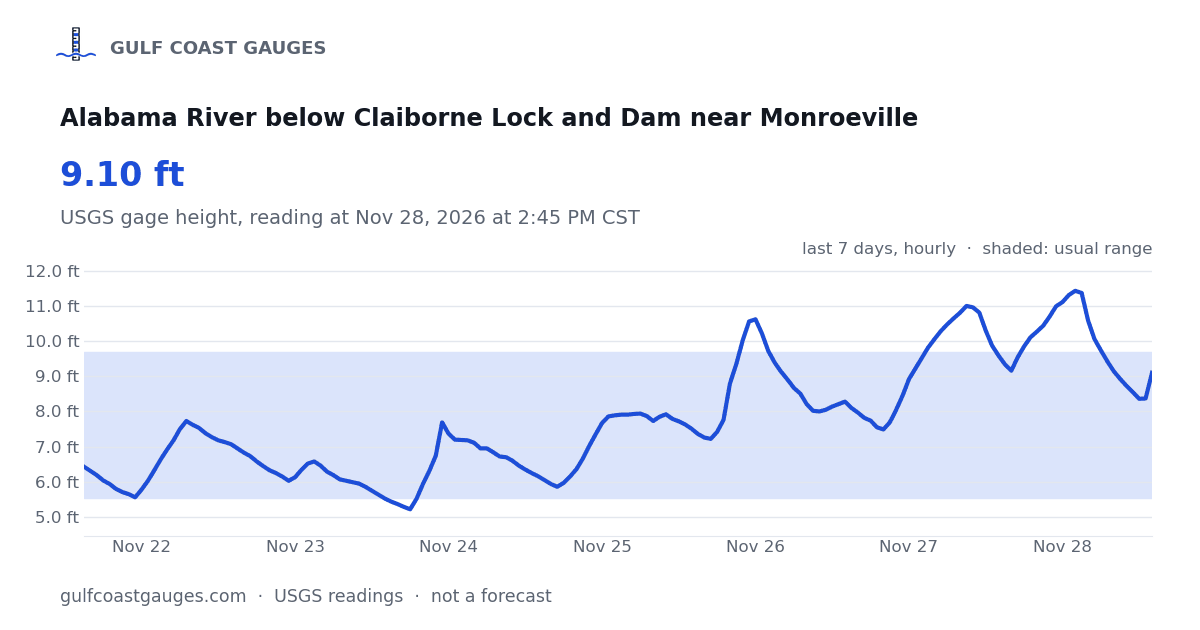 GULF COAST GAUGES
Alabama River below Claiborne Lock and Dam near Monroeville
9.10 ft
USGS gage height, reading at Nov 28, 2026 at 2:45 PM CST
last 7 days, hourly · shaded: usual range
12.0 ft
11.0 ft
10.0 ft
9.0 ft
8.0 ft
7.0 ft
6.0 ft
5.0 ft
Nov 22 Nov 23 Nov 24 Nov 25 Nov 26 Nov 27 Nov 28
gulfcoastgauges.com · USGS readings · not a forecast